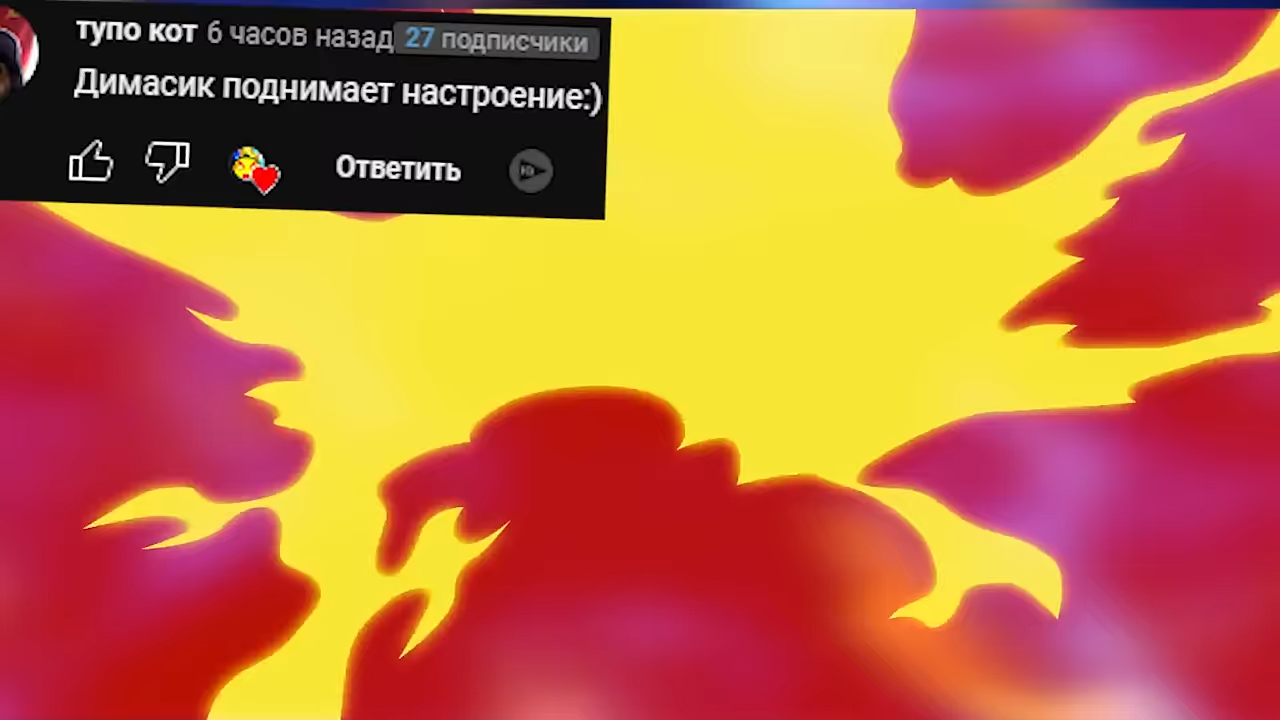 тупо кот 6 часов назад 27 подписчики
Димасик поднимает настроение:)
Ответить